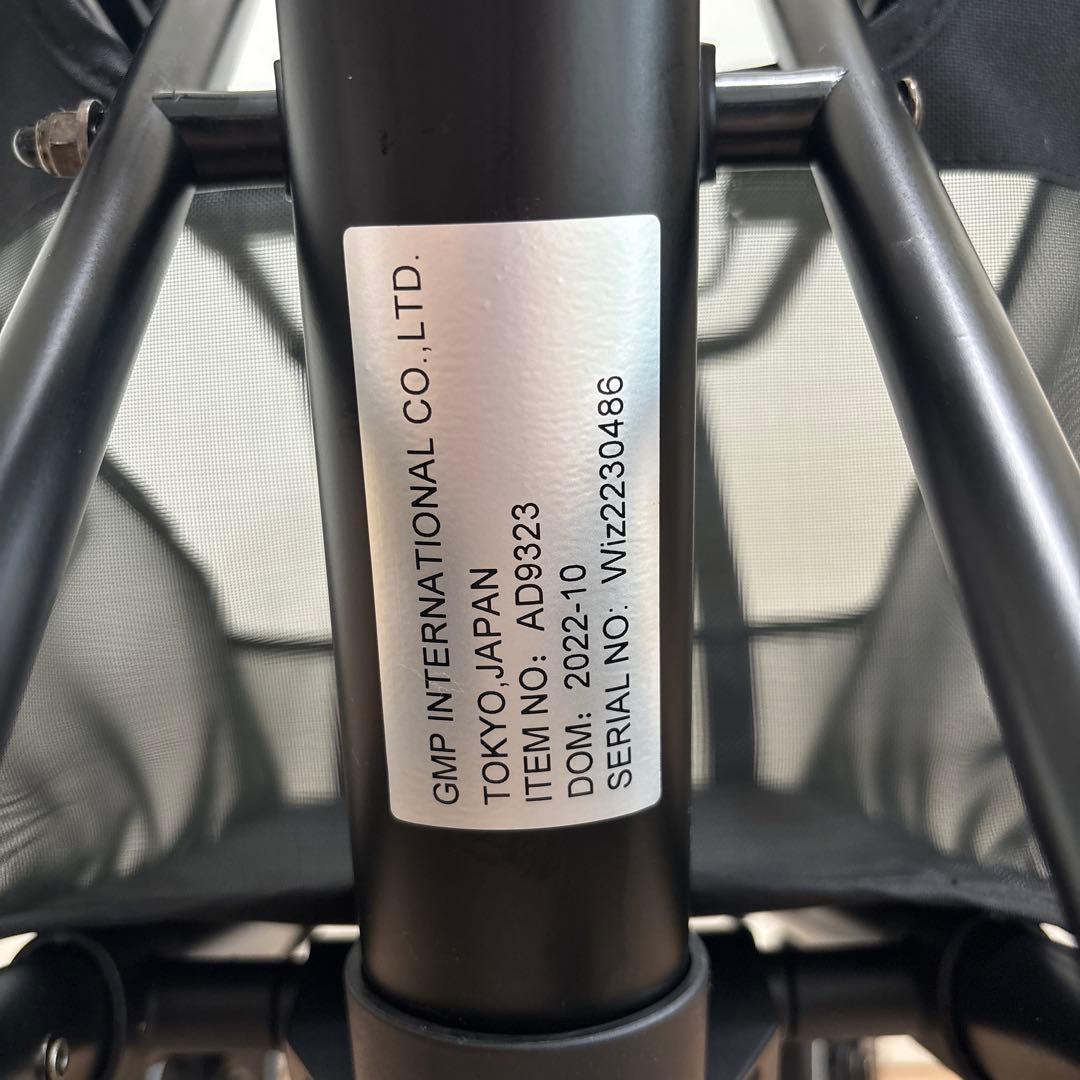 GMP INTERNATIONAL CO.,LTD.
TOKYO,JAPAN
ITEM NO: AD9323
DOM: 2022-10
SERIAL NO: Wiz2230486